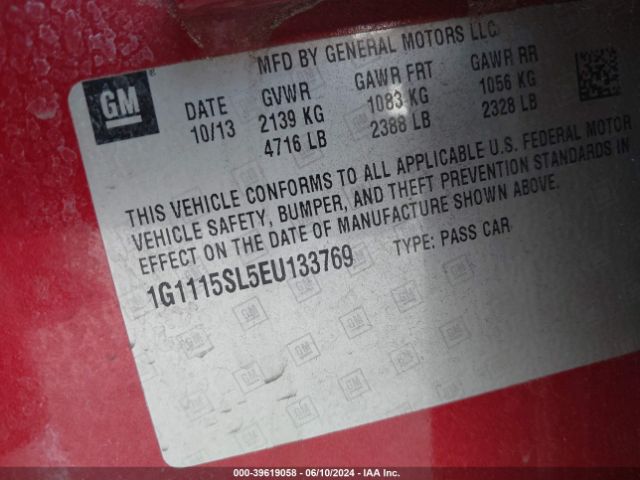 MFD BY GENERAL MOTORS LLC
GM
DATE GVWR GAWR FRT GAWR RR
10/13 2139 KG 1083 KG 1056 KG
4716 LB 2388 LB 2328 LB
THIS VEHICLE CONFORMS TO ALL APPLICABLE U.S. FEDERAL MOTOR
VEHICLE SAFETY, BUMPER, AND THEFT PREVENTION STANDARDS IN
EFFECT ON THE DATE OF MANUFACTURE SHOWN ABOVE.
1G1115SL5EU133769 TYPE: PASS CAR
000-39619058 - 06/10/2024 - IAA Inc.